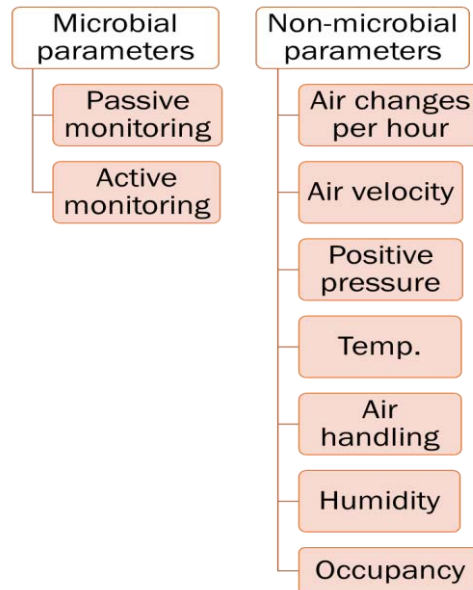 Microbial
parameters
Passive
monitoring
Active
monitoring
Non-microbial
parameters
Air changes
per hour
Air velocity
Positive
pressure
Temp.
Air
handling
Humidity
Occupancy